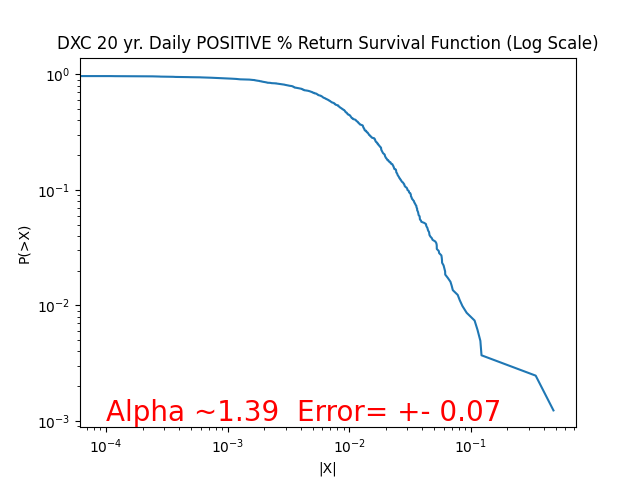 DXC 20 yr. Daily POSITIVE % Return Survival Function (Log Scale)
10⁰
10⁻¹
10⁻²
10⁻³
P(>X)
Alpha ~1.39  Error= +- 0.07
10⁻⁴ 10⁻³ 10⁻² 10⁻¹
|X|